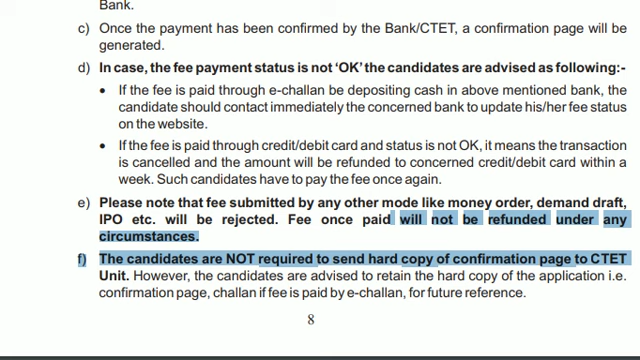 Bank.
c) Once the payment has been confirmed by the Bank/CTET, a confirmation page will be
generated.
d) In case, the fee payment status is not ‘OK’ the candidates are advised as following:-
• If the fee is paid through e-challan be depositing cash in above mentioned bank, the
candidate should contact immediately the concerned bank to update his/her fee status
on the website.
• If the fee is paid through credit/debit card and status is not OK, it means the transaction
is cancelled and the amount will be refunded to concerned credit/debit card within a
week. Such candidates have to pay the fee once again.
e) Please note that fee submitted by any other mode like money order, demand draft,
IPO etc. will be rejected. Fee once paid will not be refunded under any
circumstances.
f) The candidates are NOT required to send hard copy of confirmation page to CTET
Unit. However, the candidates are advised to retain the hard copy of the application i.e.
confirmation page, challan if fee is paid by e-challan, for future reference.
8